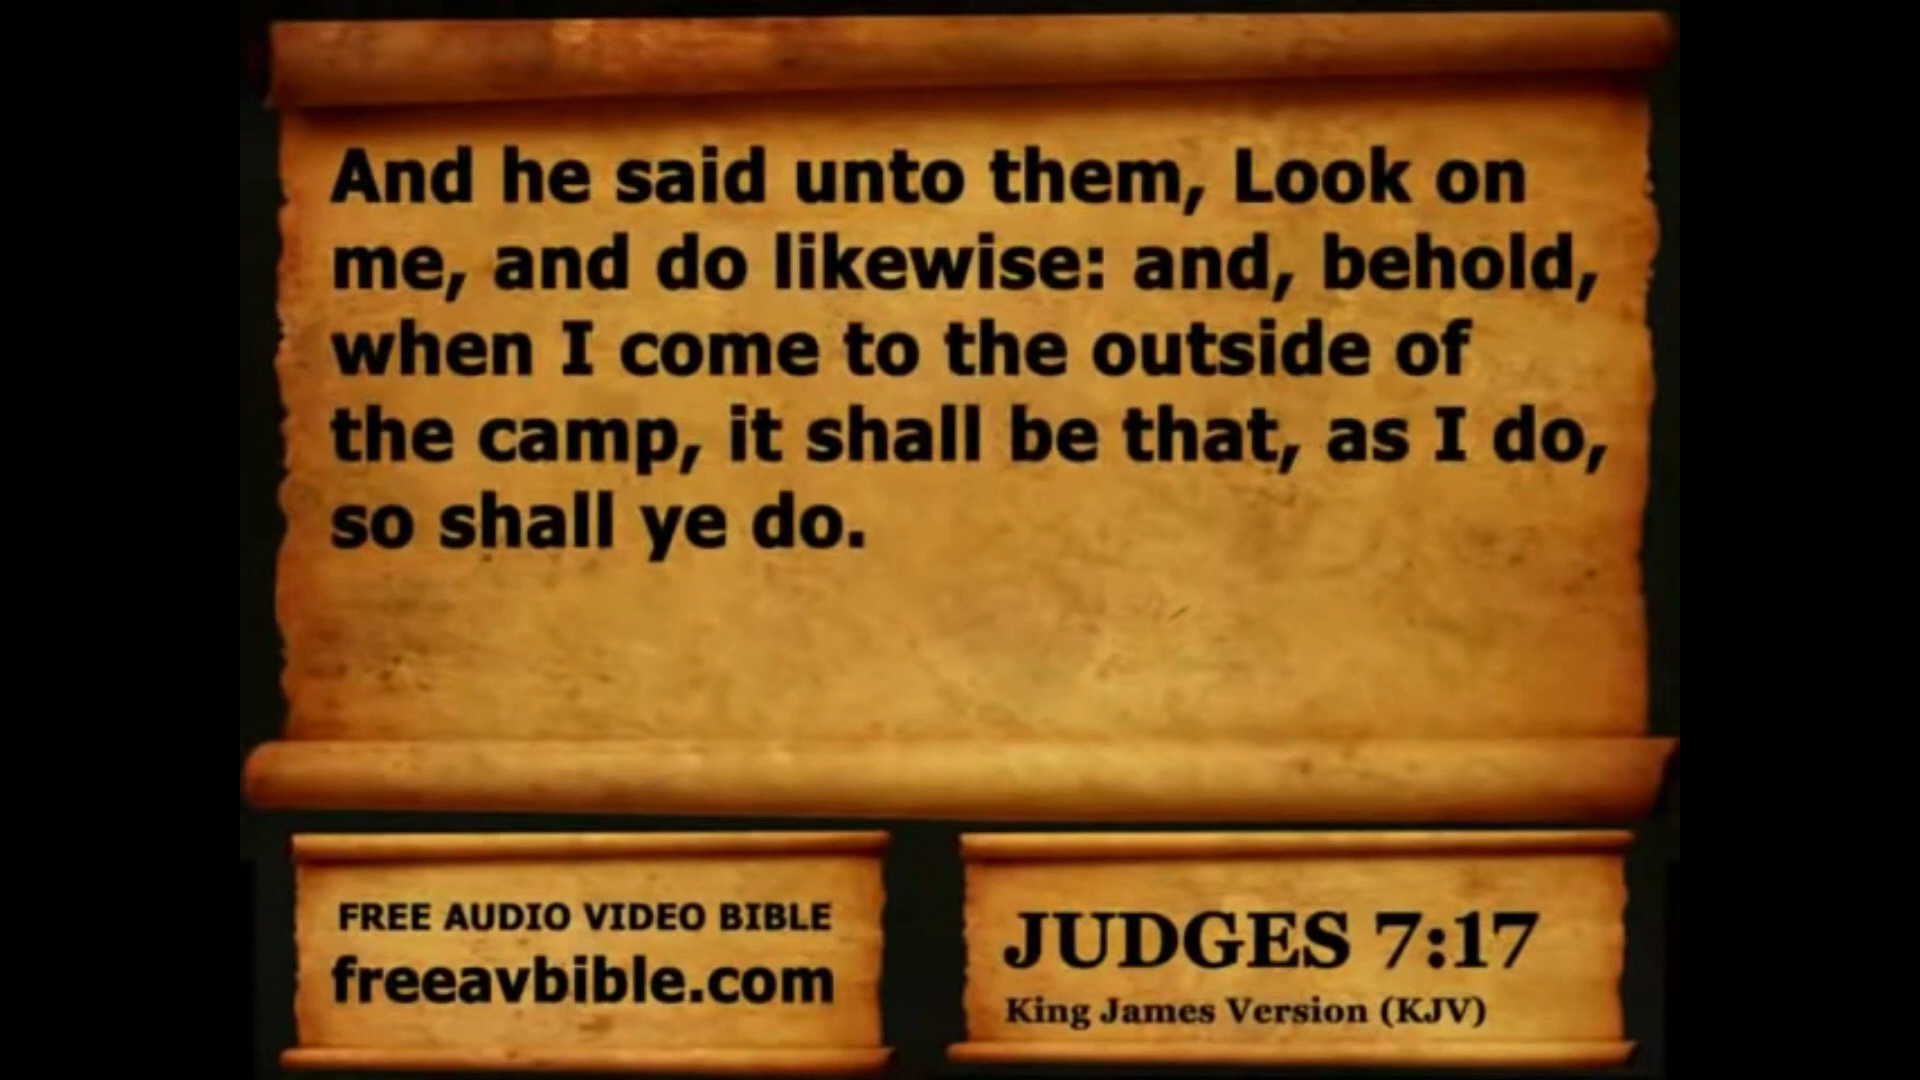 And he said unto them, Look on
me, and do likewise: and, behold,
when I come to the outside of
the camp, it shall be that, as I do,
so shall ye do.
FREE AUDIO VIDEO BIBLE
freeavbible.com
JUDGES 7:17
King James Version (KJV)